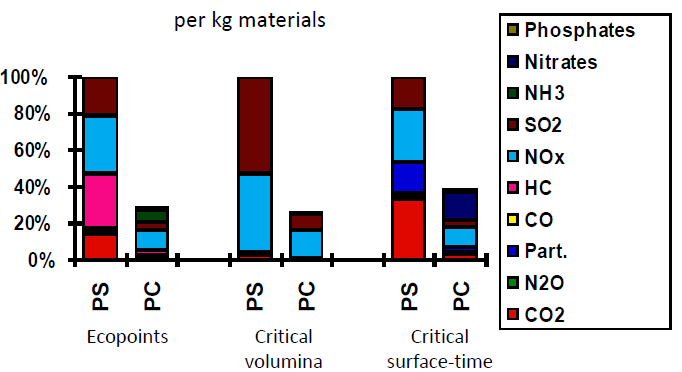 per kg materials
Phosphates
Nitrates
NH3
SO2
NOx
HC
CO
Part.
N2O
CO2
100%
80%
60%
40%
20%
0%
PS PC PS PC PS PC
Ecopoints Critical Critical
volumina surface-time